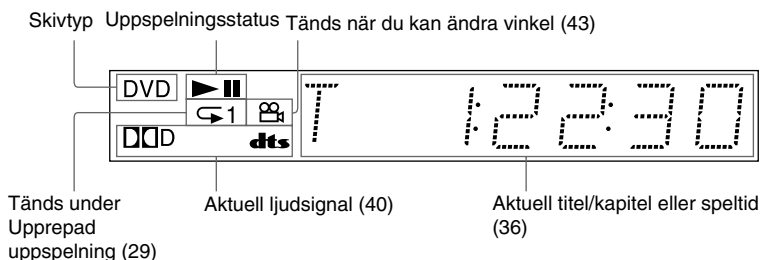 Skivtyp
Uppspelningsstatus
Tänds när du kan ändra vinkel (43)
DVD
1
D
dts
T 1:22:30
Tänds under
Upprepad
uppspelning (29)
Aktuell ljudsignal (40)
Aktuell titel/kapitel eller speltid
(36)